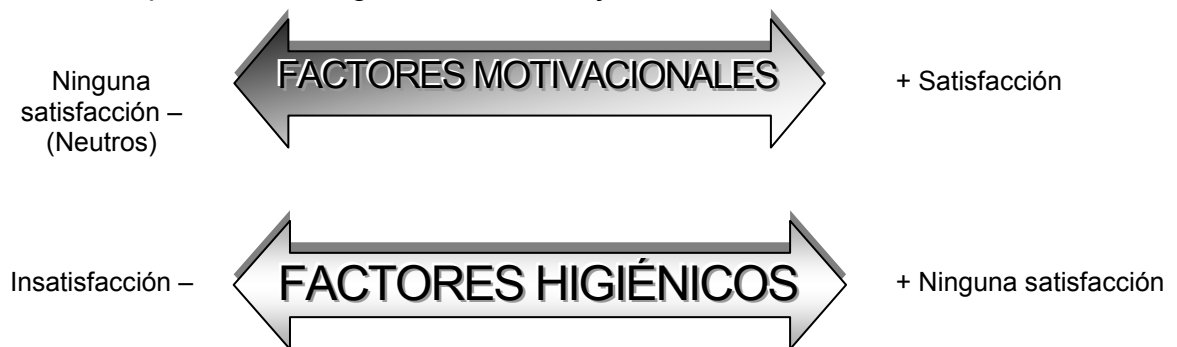 FACTORES MOTIVACIONALES
Ninguna
satisfacción –
(Neutros)
+ Satisfacción
FACTORES HIGIÉNICOS
Insatisfacción –
+ Ninguna satisfacción